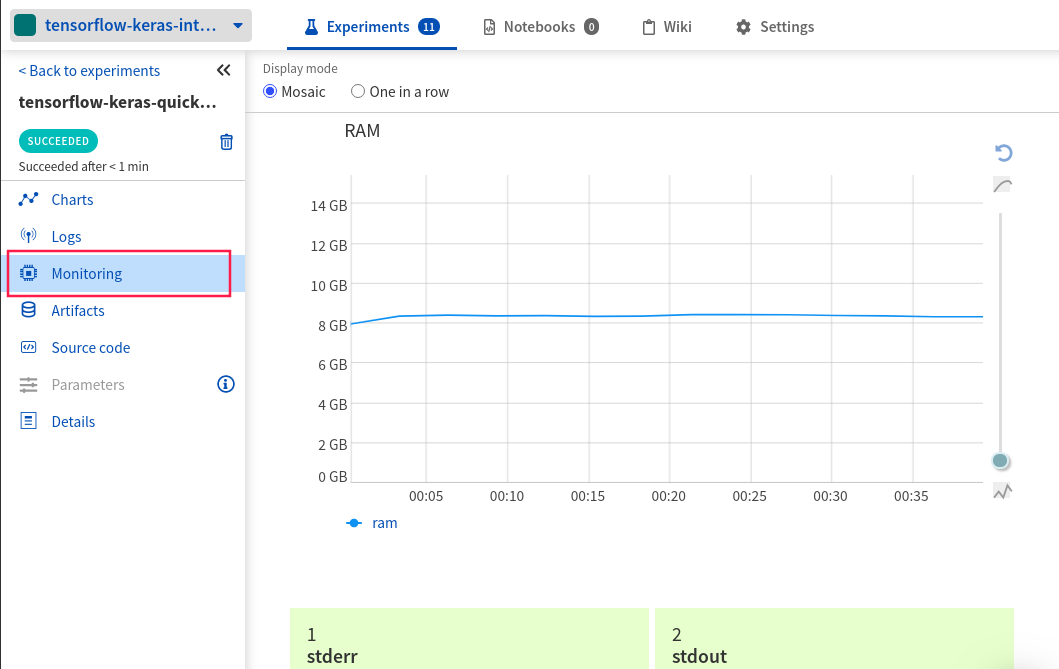 tensorflow-keras-int...
Experiments 11
Notebooks 0
Wiki
Settings
< Back to experiments
tensorflow-keras-quick...
SUCCEEDED
Succeeded after < 1 min
Charts
Logs
Monitoring
Artifacts
Source code
Parameters
Details
Display mode
Mosaic
One in a row
RAM
14 GB
12 GB
10 GB
8 GB
6 GB
4 GB
2 GB
0 GB
00:05 00:10 00:15 00:20 00:25 00:30 00:35
ram
1
stderr
2
stdout